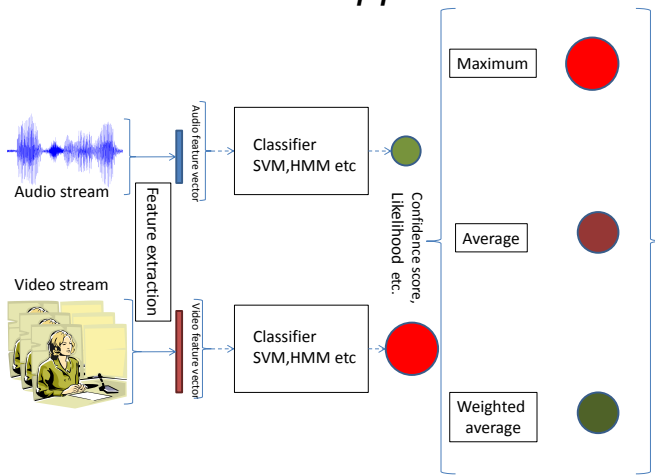 Audio stream
Audio feature vector
Classifier
SVM,HMM etc
Feature extraction
Video stream
Video feature vector
Classifier
SVM,HMM etc
Confidence score,
Likelihood etc.
Maximum
Average
Weighted
average